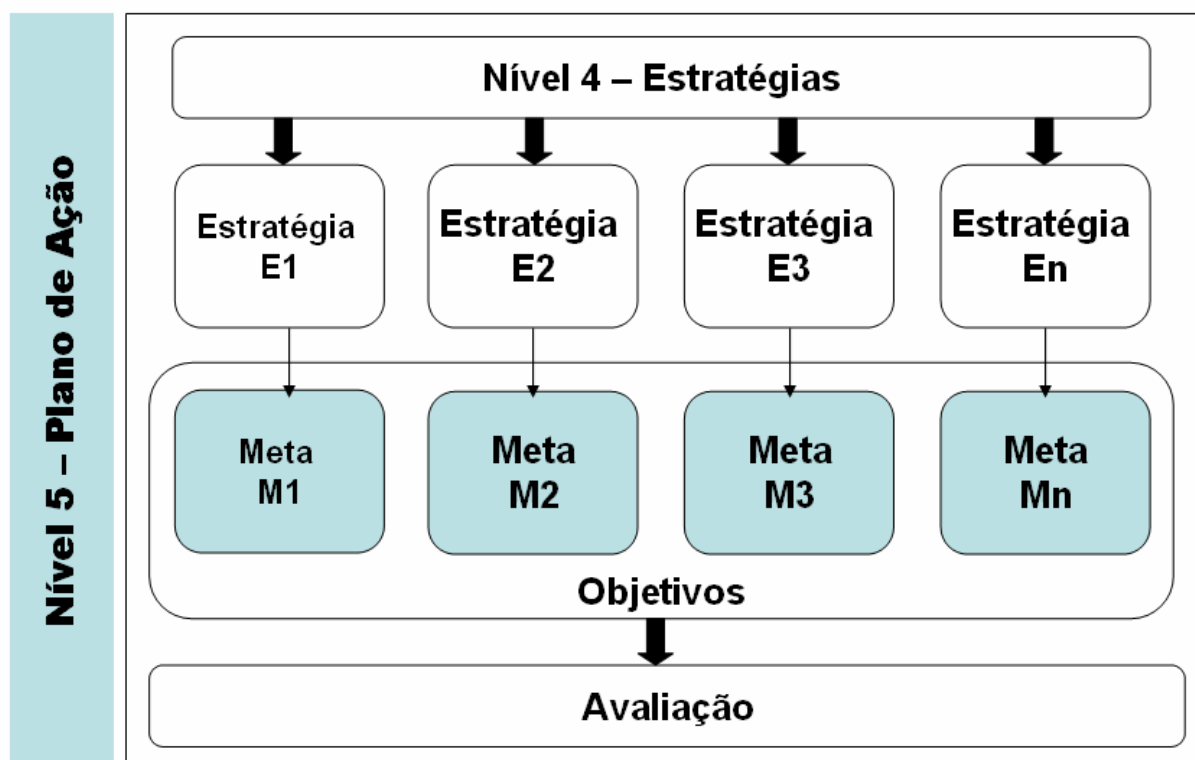 Nível 5 – Plano de Ação
Nível 4 – Estratégias
Estratégia
E1
Estratégia
E2
Estratégia
E3
Estratégia
En
Meta
M1
Meta
M2
Meta
M3
Meta
Mn
Objetivos
Avaliação